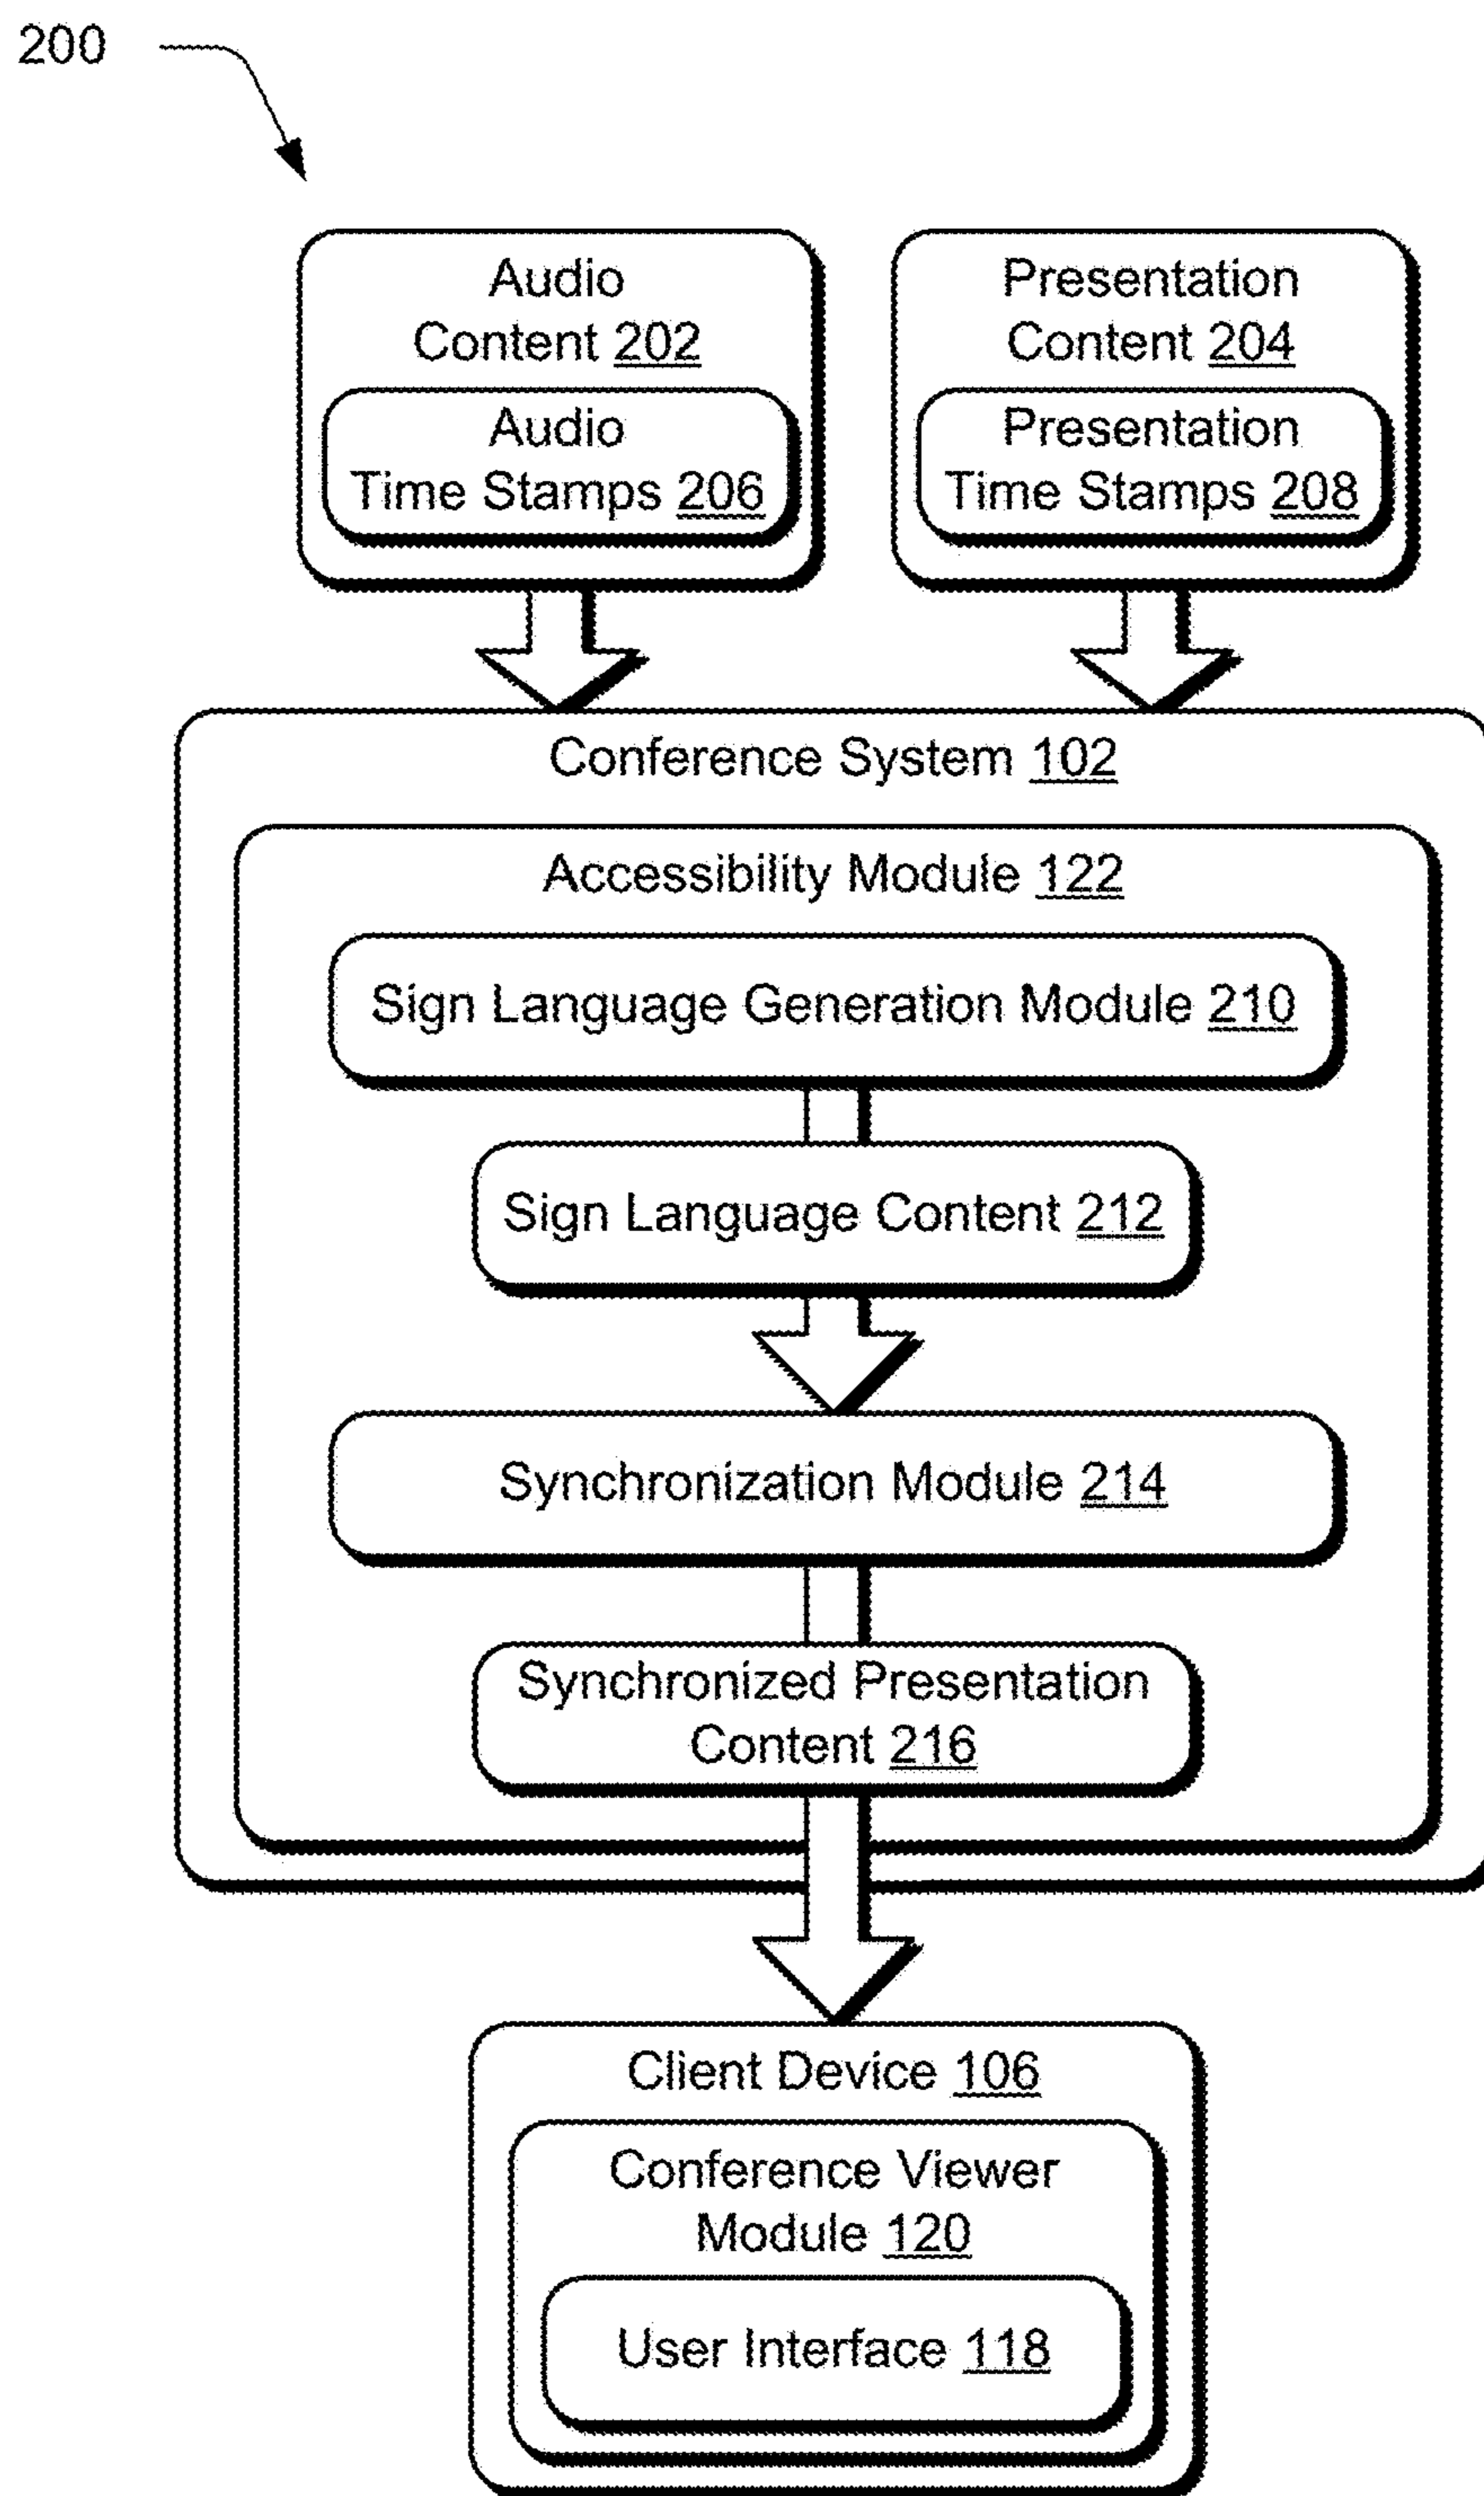 200
Audio
Content 202
Audio
Time Stamps 206
Presentation
Content 204
Presentation
Time Stamps 208
Conference System 102
Accessibility Module 122
Sign Language Generation Module 210
Sign Language Content 212
Synchronization Module 214
Synchronized Presentation
Content 216
Client Device 106
Conference Viewer
Module 120
User Interface 118